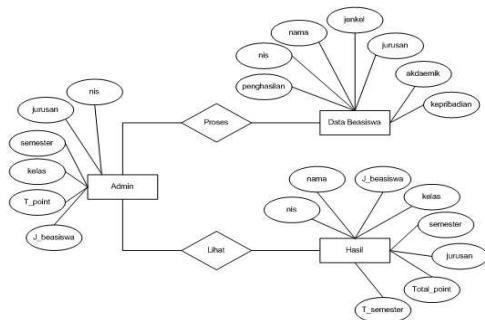 jenkel
nama
jurusan
nis
akdaemik
penghasilan
kepribadian
nis
jurusan
Proses
Data Beasiswa
semester
kelas
Admin
T_point
J_beasiswa
nama
J_beasiswa
kelas
nis
semester
Lihat
Hasil
jurusan
Total_point
T_semester